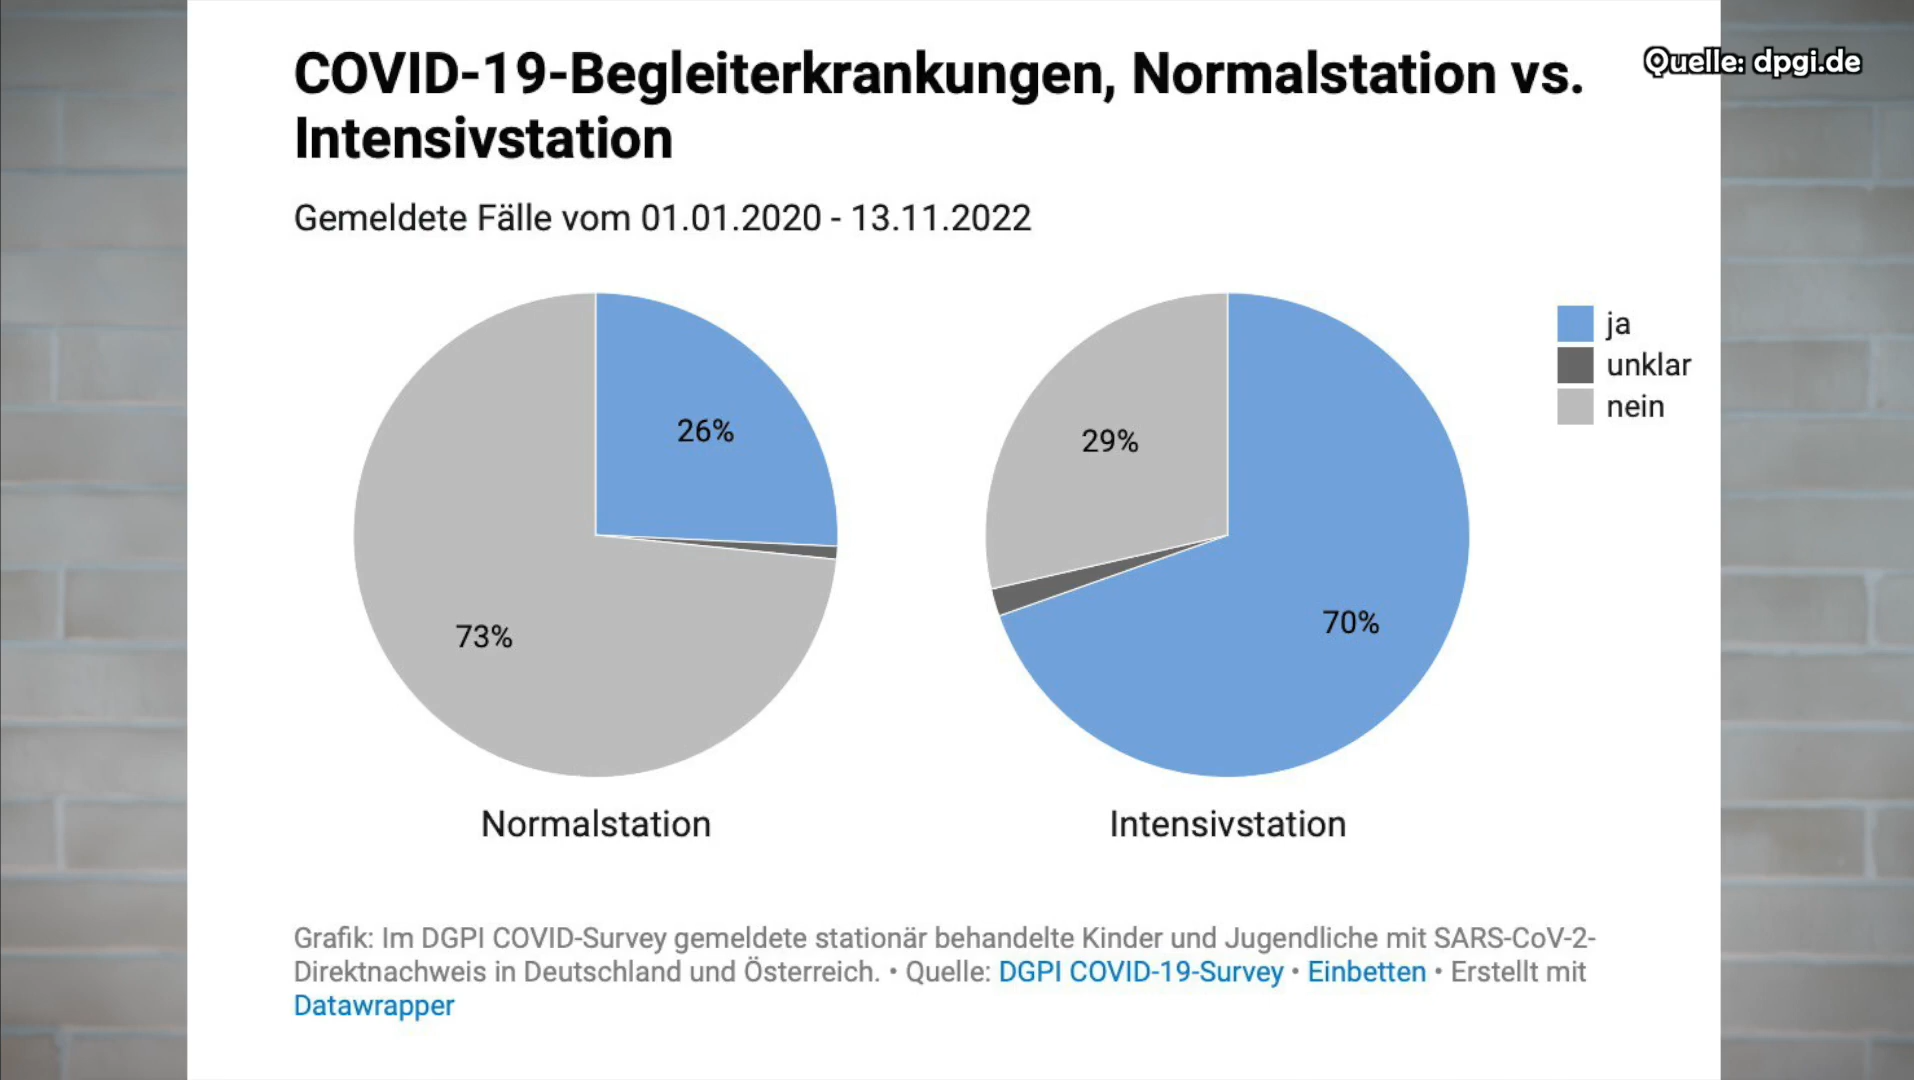 COVID-19-Begleiterkrankungen, Normalstation vs.
Intensivstation
Quelle: dpgi.de
Gemeldete Fälle vom 01.01.2020 - 13.11.2022
ja
unklar
nein
26%
73%
29%
70%
Normalstation
Intensivstation
Grafik: Im DGPI COVID-Survey gemeldete stationär behandelte Kinder und Jugendliche mit SARS-CoV-2-
Direktnachweis in Deutschland und Österreich. • Quelle: DGPI COVID-19-Survey • Einbetten • Erstellt mit
Datawrapper